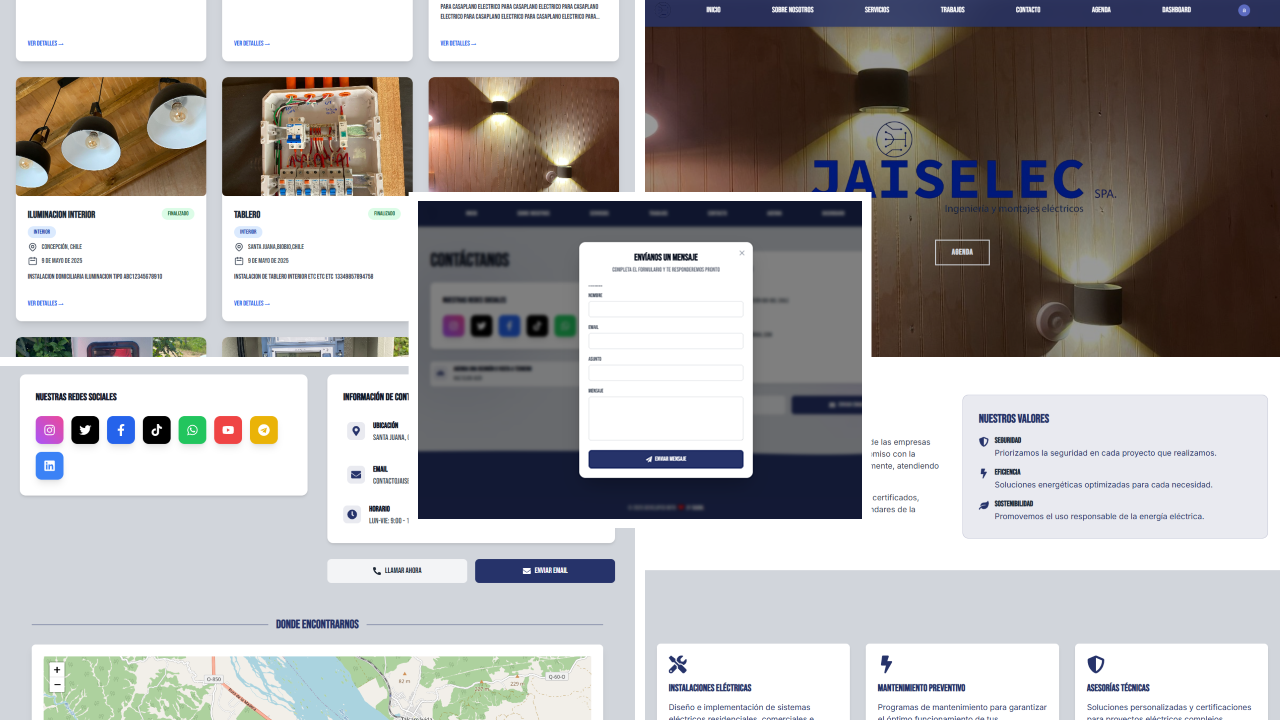 PARA CASAPLANO ELECTRICO PARA CASAPLANO ELECTRICO PARA CASAPLANO
ELECTRICO PARA CASAPLANO ELECTRICO PARA CASAPLANO ELECTRICO PARA...
VER DETALLES →
VER DETALLES →
VER DETALLES →
ILUMINACION INTERIOR
FINALIZADO
INTERIOR
CONCEPCIÓN, CHILE
9 DE MAYO DE 2025
INSTALACION DOMICILIARIA ILUMINACION TIPO ABC12345678910
VER DETALLES →
TABLERO
FINALIZADO
INTERIOR
SANTA JUANA,BIOBIO,CHILE
9 DE MAYO DE 2025
INSTALACION DE TABLERO INTERIOR ETC ETC ETC 13349857894758
VER DETALLES →
INICIO
SOBRE NOSOTROS
SERVICIOS
TRABAJOS
CONTACTO
AGENDA
DASHBOARD
JAISELEC SPA.
Ingeniería y montajes eléctricos
AGENDA
CONTÁCTANOS
NUESTRAS REDES SOCIALES
ENVÍANOS UN MENSAJE
COMPLETA EL FORMULARIO Y TE RESPONDEREMOS PRONTO
NOMBRE
EMAIL
ASUNTO
MENSAJE
ENVIAR MENSAJE
NUESTRAS REDES SOCIALES
INFORMACIÓN DE CONT
UBICACIÓN
SANTA JUANA,
EMAIL
CONTACTOJAIS
HORARIO
LUN-VIE: 9:00 - 1
LLAMAR AHORA
ENVIAR EMAIL
DONDE ENCONTRARNOS
+
−
O-850
82 m
229 m
Q-60-O
Talcamávida
de las empresas
miso con la
mente, atendiendo
certificados,
ndares de la
NUESTROS VALORES
SEGURIDAD
Priorizamos la seguridad en cada proyecto que realizamos.
EFICIENCIA
Soluciones energéticas optimizadas para cada necesidad.
SOSTENIBILIDAD
Promovemos el uso responsable de la energía eléctrica.
INSTALACIONES ELÉCTRICAS
Diseño e implementación de sistemas
eléctricos residenciales, comerciales e
MANTENIMIENTO PREVENTIVO
Programas de mantenimiento para garantizar
el óptimo funcionamiento de tus
ASESORÍAS TÉCNICAS
Soluciones personalizadas y certificaciones
para proyectos eléctricos complejos